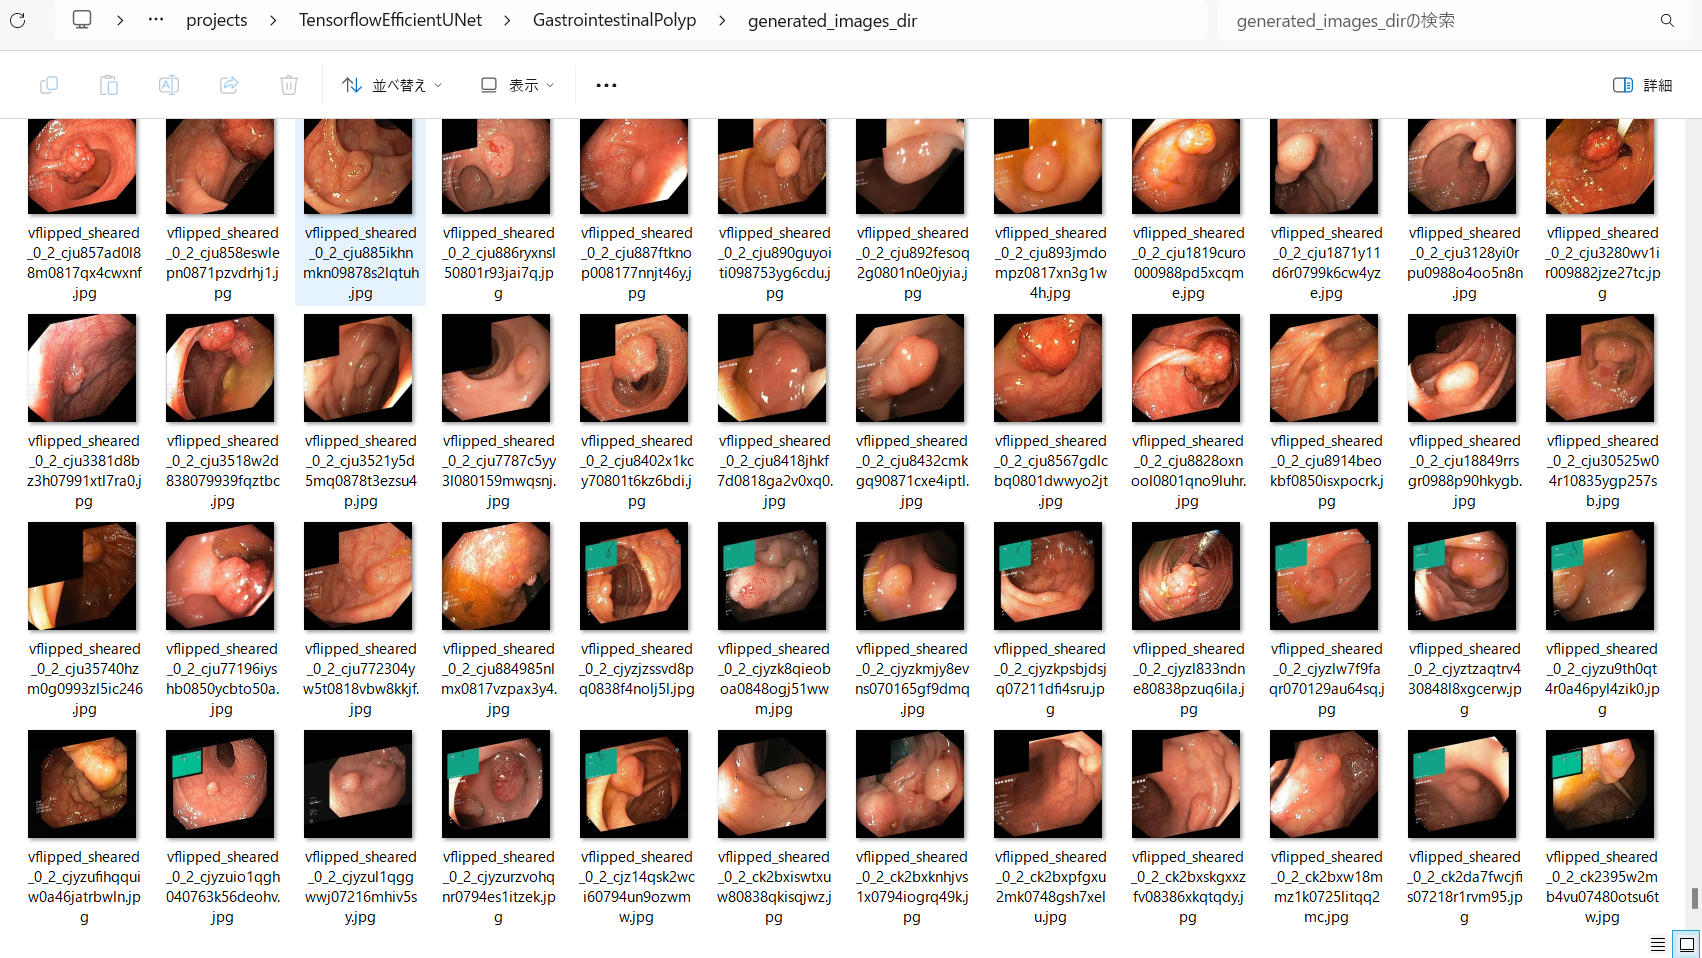 projects > TensorflowEfficientUNet > GastrointestinalPolyp > generated_images_dir
generated_images_dirの検索
並べ替え
表示
詳細
vflipped_sheared_0_2_cju857ad0l88m0817qx4cwxnf.jpg
vflipped_sheared_0_2_cju858eswlepn0871pzvdrhj1.jpg
vflipped_sheared_0_2_cju885ikhnmkn09878s2lqtuh.jpg
vflipped_sheared_0_2_cju886ryxnsl50801r93jai7q.jpg
vflipped_sheared_0_2_cju887ftknop008177nnjt46y.jpg
vflipped_sheared_0_2_cju890guyoiti098753yg6cdu.jpg
vflipped_sheared_0_2_cju892fesoq2g0801n0e0jyia.jpg
vflipped_sheared_0_2_cju893jmdompz0817xn3g1w4h.jpg
vflipped_sheared_0_2_cju1819curo000988pd5xcqme.jpg
vflipped_sheared_0_2_cju1871y11d6r0799k6cw4yze.jpg
vflipped_sheared_0_2_cju3128yi0rpu0988o4oo5n8n.jpg
vflipped_sheared_0_2_cju3280wv1ir009882jze27tc.jpg
vflipped_sheared_0_2_cju3381d8bz3h07991xtl7ra0.jpg
vflipped_sheared_0_2_cju3518w2d838079939fqztbc.jpg
vflipped_sheared_0_2_cju3521y5d5mq0878t3ezsu4p.jpg
vflipped_sheared_0_2_cju7787c5yy3l080159mwqsnj.jpg
vflipped_sheared_0_2_cju8402x1kcy70801t6kz6bdi.jpg
vflipped_sheared_0_2_cju8418jhkf7d0818ga2v0xq0.jpg
vflipped_sheared_0_2_cju8432cmkgq90871cxe4iptl.jpg
vflipped_sheared_0_2_cju8567gdlcbq0801dwwyo2jt.jpg
vflipped_sheared_0_2_cju8828oxnool0801qno9luhr.jpg
vflipped_sheared_0_2_cju8914beokbf0850isxpocrk.jpg
vflipped_sheared_0_2_cju18849rrsgr0988p90hkygb.jpg
vflipped_sheared_0_2_cju30525w04r10835ygp257sb.jpg
vflipped_sheared_0_2_cju35740hzm0g0993zl5ic246.jpg
vflipped_sheared_0_2_cju77196iyshb0850ycbto50a.jpg
vflipped_sheared_0_2_cju772304yw5t0818vbw8kkjf.jpg
vflipped_sheared_0_2_cju884985nlmx0817vzpax3y4.jpg
vflipped_sheared_0_2_cjyzjzssvd8pq0838f4nolj5l.jpg
vflipped_sheared_0_2_cjyzk8qieoboa0848ogj51wwm.jpg
vflipped_sheared_0_2_cjyzkmjy8evns070165gf9dmq.jpg
vflipped_sheared_0_2_cjyzkpsbjdsjq07211dfi4sru.jpg
vflipped_sheared_0_2_cjyzl833ndne80838pzuq6ila.jpg
vflipped_sheared_0_2_cjyzlw7f9faqr070129au64sq.jpg
vflipped_sheared_0_2_cjyztzaqtrv430848l8xgcerw.jpg
vflipped_sheared_0_2_cjyzu9th0qt4r0a46pyl4zik0.jpg
vflipped_sheared_0_2_cjyzufihqquiw0a46jatrbwln.jpg
vflipped_sheared_0_2_cjyzuio1qgh040763k56deohv.jpg
vflipped_sheared_0_2_cjyzul1qggwwj07216mhiv5sy.jpg
vflipped_sheared_0_2_cjyzurzvohqnr0794es1itzek.jpg
vflipped_sheared_0_2_cjz14qsk2wci60794un9ozwmw.jpg
vflipped_sheared_0_2_ck2bxiswtxuw80838qkisqjwz.jpg
vflipped_sheared_0_2_ck2bxknhjvs1x0794iogrq49k.jpg
vflipped_sheared_0_2_ck2bxpfgxu2mk0748gsh7xelu.jpg
vflipped_sheared_0_2_ck2bxskgxxzfv08386xkqtqdy.jpg
vflipped_sheared_0_2_ck2bxw18mmz1k0725litqq2mc.jpg
vflipped_sheared_0_2_ck2da7fwcjfis07218r1rvm95.jpg
vflipped_sheared_0_2_ck2395w2mb4vu07480otsu6tw.jpg